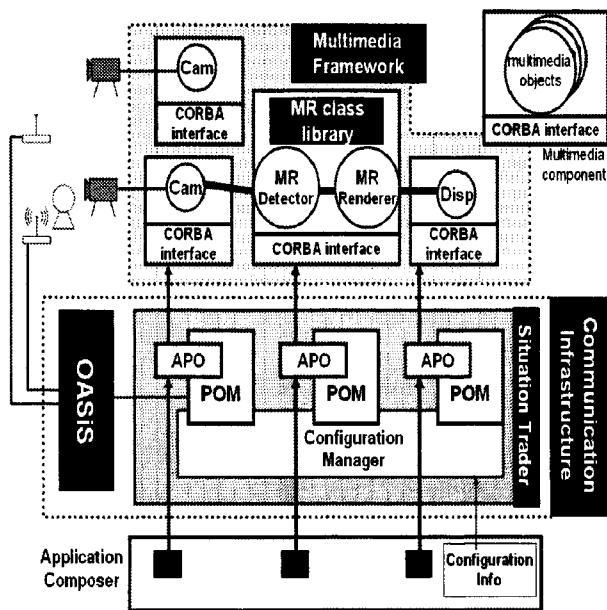 Multimedia
Framework
multimedia
objects
CORBA interface
Multimedia
component
Cam
CORBA
interface
MR class
library
Cam
MR
Detector
MR
Renderer
Disp
CORBA
interface
CORBA interface
CORBA
interface
OASiS
APO
POM
APO
POM
APO
POM
Configuration
Manager
Situation Trader
Communication
Infrastructure
Application
Composer
Configuration
Info